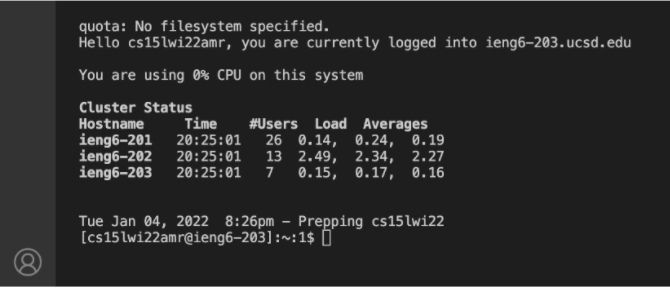 quota: No filesystem specified.
Hello cs15lwi22amr, you are currently logged into ieng6-203.ucsd.edu
You are using 0% CPU on this system
Cluster Status
Hostname Time #Users Load Averages
ieng6-201 20:25:01 26 0.14, 0.24, 0.19
ieng6-202 20:25:01 13 2.49, 2.34, 2.27
ieng6-203 20:25:01 7 0.15, 0.17, 0.16
Tue Jan 04, 2022 8:26pm - Prepping cs15lwi22
[cs15lwi22amr@ieng6-203]:~:1$